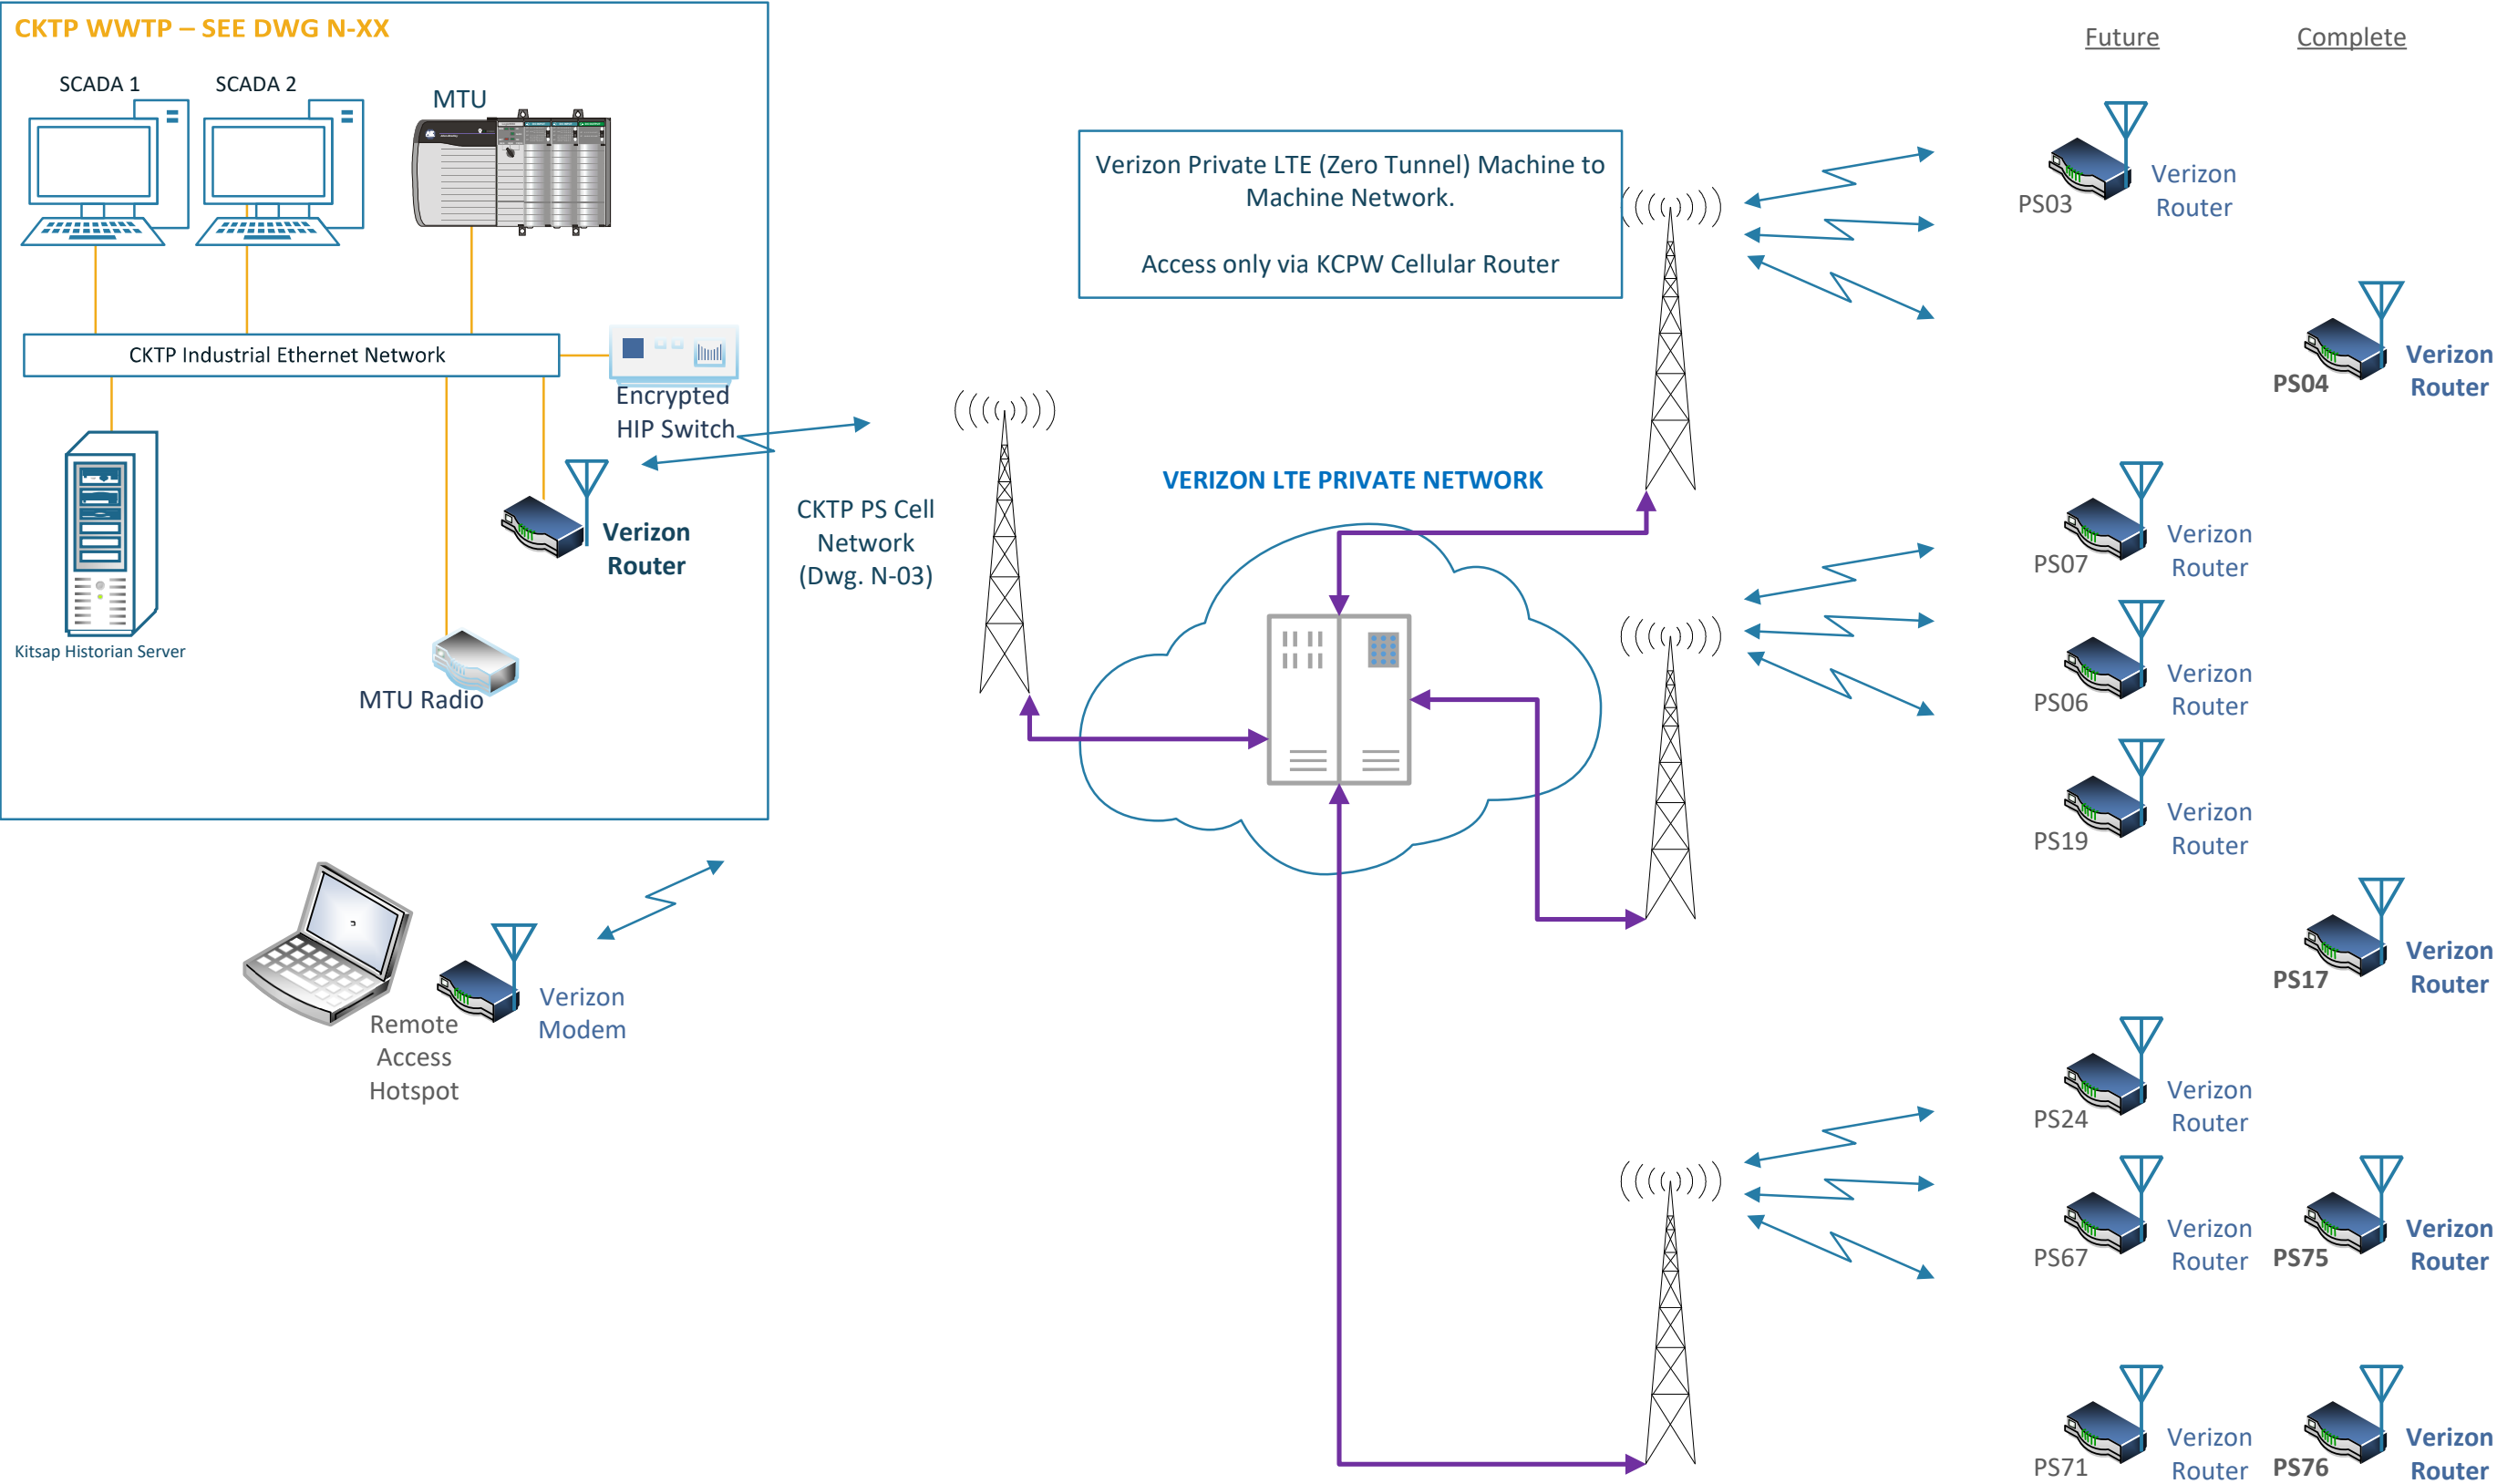 CKTP WWTP – SEE DWG N-XX
SCADA 1
SCADA 2
MTU
CKTP Industrial Ethernet Network
Encrypted
HIP Switch
Verizon
Router
Kitsap Historian Server
MTU Radio
CKTP PS Cell
Network
(Dwg. N-03)
Remote
Access
Hotspot
Verizon
Modem
Verizon Private LTE (Zero Tunnel) Machine to
Machine Network.
Access only via KCPW Cellular Router
VERIZON LTE PRIVATE NETWORK
Future
Complete
PS03
Verizon
Router
PS04
Verizon
Router
PS07
Verizon
Router
PS06
Verizon
Router
PS19
Verizon
Router
PS17
Verizon
Router
PS24
Verizon
Router
PS67
Verizon
Router
PS75
Verizon
Router
PS71
Verizon
Router
PS76
Verizon
Router